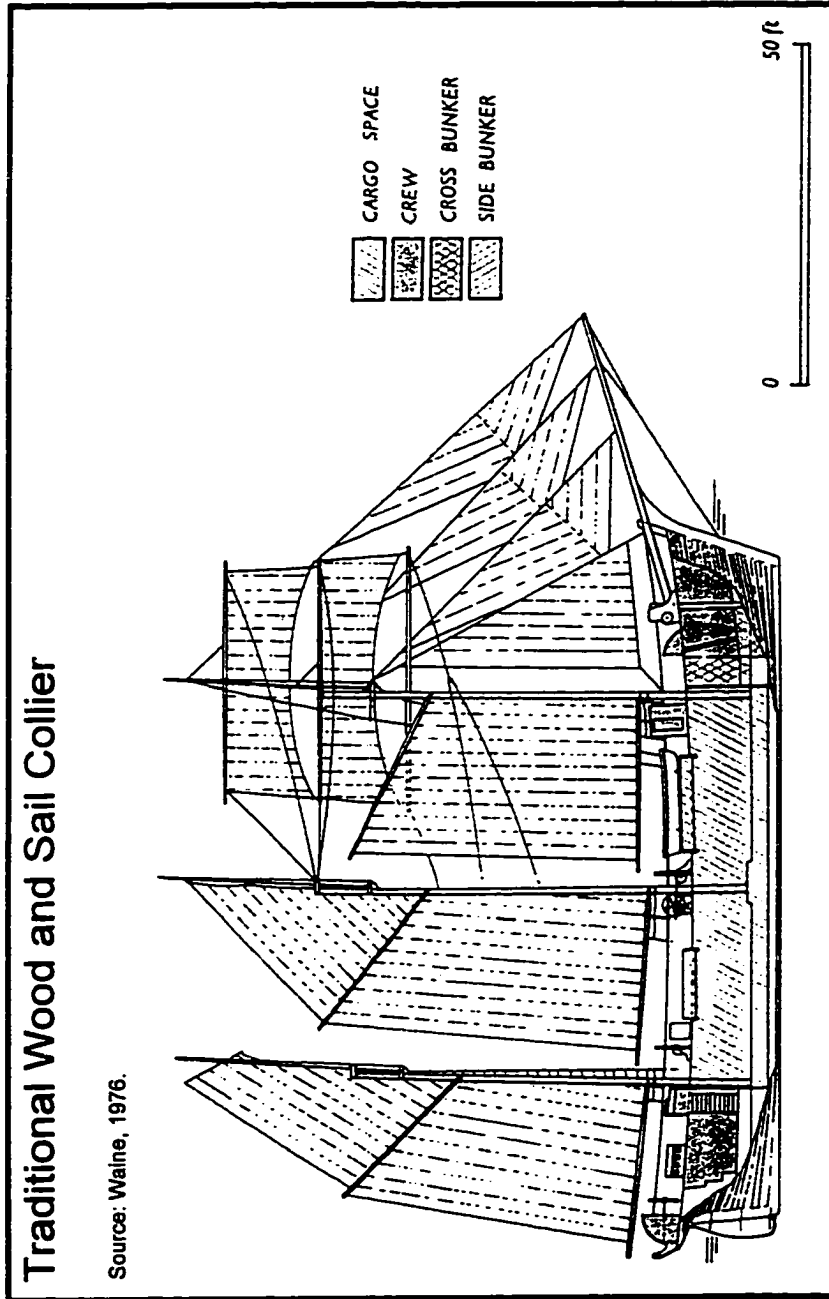 Traditional Wood and Sail Collier
Source: Waine, 1976.
CARGO SPACE
CREW
CROSS BUNKER
SIDE BUNKER
0 50 ft